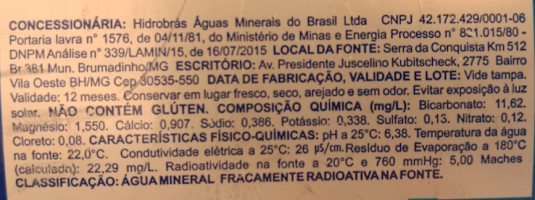 CONCESSIONÁRIA: Hidrobrás Águas Minerais do Brasil Ltda CNPJ 42.172.429/0001-06
Portaria lavra n° 1576, de 04/11/81, do Ministério de Minas e Energia Processo n° 821.015/80 -
DNPM Análise n° 339/LAMIN/15, de 16/07/2015 LOCAL DA FONTE: Serra da Conquista Km 512
Br 381 Mun. Brumadinho/MG ESCRITÓRIO: Av. Presidente Juscelino Kubitscheck, 2775 Bairro
Vila Oeste BH/MG Cep 30535-550 DATA DE FABRICAÇÃO, VALIDADE E LOTE: Vide tampa.
Validade: 12 meses. Conservar em lugar fresco, seco, arejado e sem odor. Evitar exposição à luz
solar. NÃO CONTÉM GLÚTEN. COMPOSIÇÃO QUÍMICA (mg/L): Bicarbonato: 11,62.
Magnésio: 1,550. Cálcio: 0,907. Sódio: 0,386. Potássio: 0,338. Sulfato: 0,13. Nitrato: 0,12.
Cloreto: 0,08. CARACTERÍSTICAS FÍSICO-QUÍMICAS: pH a 25°C: 6,38. Temperatura da água
na fonte: 22,0°C. Condutividade elétrica a 25°C: 26 µs/cm. Resíduo de Evaporação a 180°C
(calculada): 22,29 mg/L. Radioatividade na fonte a 20°C e 760 mmHg: 5,00 Maches
CLASSIFICAÇÃO: ÁGUA MINERAL FRACAMENTE RADIOATIVA NA FONTE.